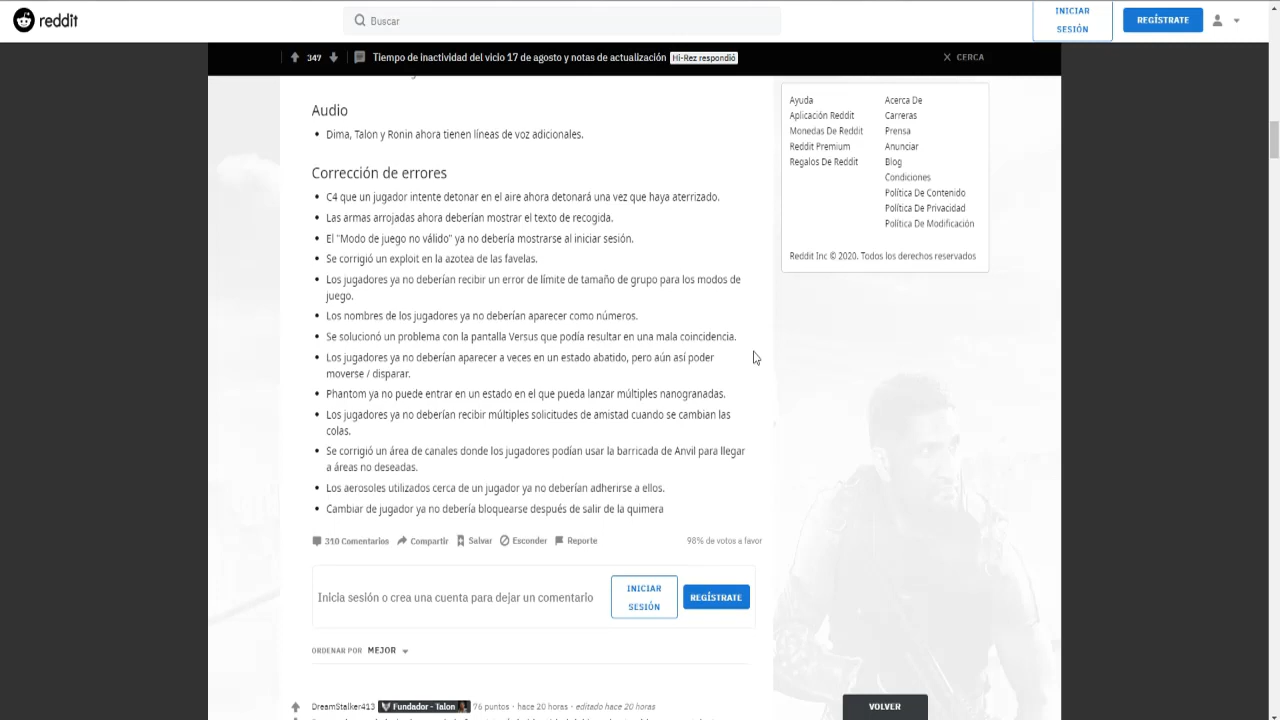 reddit
Buscar
INICIAR SESIÓN
REGÍSTRATE
347
Tiempo de inactividad del vicio 17 de agosto y notas de actualización
Hi-Rez respondió
CERCA
Audio
Dima, Talon y Ronin ahora tienen líneas de voz adicionales.
Corrección de errores
C4 que un jugador intente detonar en el aire ahora detonará una vez que haya aterrizado.
Las armas arrojadas ahora deberían mostrar el texto de recogida.
El "Modo de juego no válido" ya no debería mostrarse al iniciar sesión.
Se corrigió un exploit en la azotea de las favelas.
Los jugadores ya no deberían recibir un error de límite de tamaño de grupo para los modos de
juego.
Los nombres de los jugadores ya no deberían aparecer como números.
Se solucionó un problema con la pantalla Versus que podía resultar en una mala coincidencia.
Los jugadores ya no deberían aparecer a veces en un estado abatido, pero aún así poder
moverse / disparar.
Phantom ya no puede entrar en un estado en el que pueda lanzar múltiples nanogranadas.
Los jugadores ya no deberían recibir múltiples solicitudes de amistad cuando se cambian las
colas.
Se corrigió un área de canales donde los jugadores podían usar la barricada de Anvil para llegar
a áreas no deseadas.
Los aerosoles utilizados cerca de un jugador ya no deberían adherirse a ellos.
Cambiar de jugador ya no debería bloquearse después de salir de la quimera
310 Comentarios Compartir Salvar Esconder Reporte 98% de votos a favor
Inicia sesión o crea una cuenta para dejar un comentario
INICIAR
SESIÓN
REGÍSTRATE
ORDENAR POR MEJOR
DreamStalker413 Fundador - Talon 76 puntos · hace 20 horas · editado hace 20 horas
Ayuda
Aplicación Reddit
Monedas De Reddit
Reddit Premium
Regalos De Reddit
Acerca De
Carreras
Prensa
Anunciar
Blog
Condiciones
Política De Contenido
Política De Privacidad
Política De Modificación
Reddit Inc © 2020. Todos los derechos reservados
VOLVER